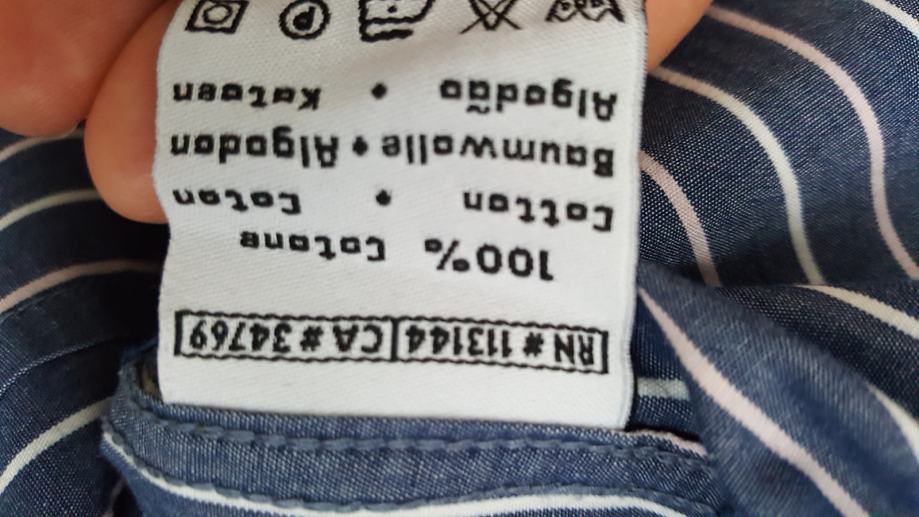 RN # 113144 CA # 34769
100% Cotone
Cotton • Coton
Baumwolle • Algodon
Algodão • Katoen
P